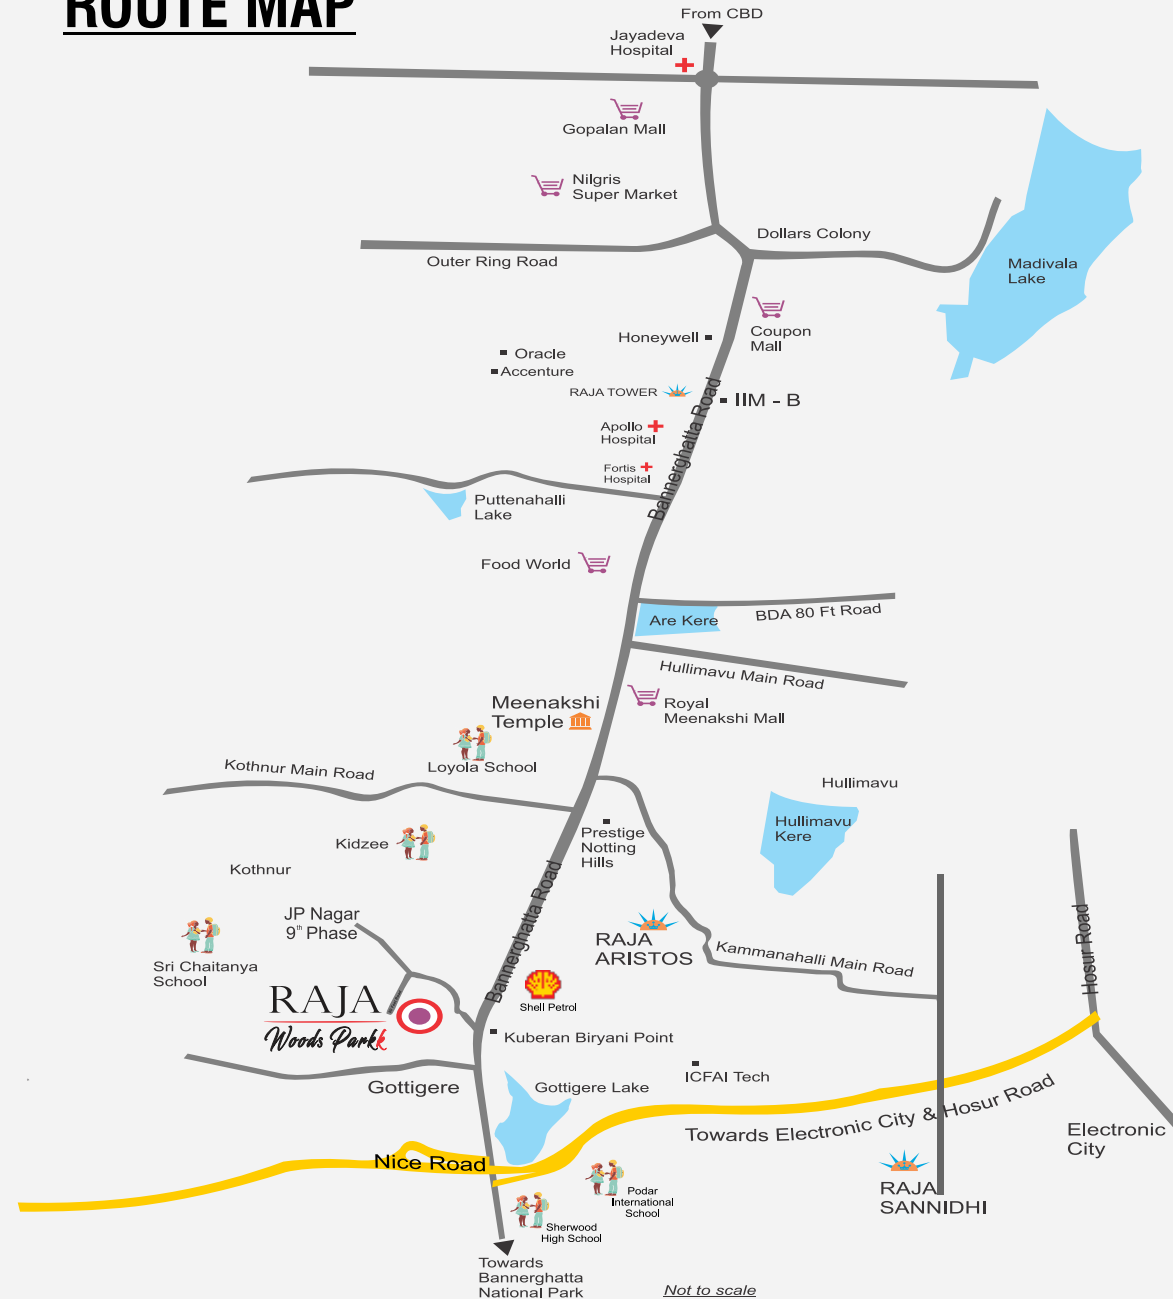 ROUTE MAP
From CBD
Jayadeva
Hospital
Gopalan Mall
Nilgris
Super Market
Dollars Colony
Outer Ring Road
Madivala
Lake
Coupon
Mall
Honeywell
Oracle
Accenture
RAJA TOWER
IIM - B
Bannerghatta Road
Apollo
Hospital
Fortis
Hospital
Puttenahalli
Lake
Food World
Are Kere
BDA 80 Ft Road
Hullimavu Main Road
Meenakshi
Temple
Royal
Meenakshi Mall
Loyola School
Kothnur Main Road
Hullimavu
Hullimavu
Kere
Prestige
Notting
Hills
Kidzee
Kothnur
Bannerghatta Road
JP Nagar
9th Phase
RAJA
ARISTOS
Kammanahalli Main Road
Hosur Road
Sri Chaitanya
School
RAJA
Woods Parkk
Shell Petrol
Kuberan Biryani Point
ICFAI Tech
Gottigere
Gottigere Lake
Towards Electronic City & Hosur Road
Electronic
City
Nice Road
RAJA
SANNIDHI
Podar
International
School
Sherwood
High School
Towards
Bannerghatta
National Park
Not to scale